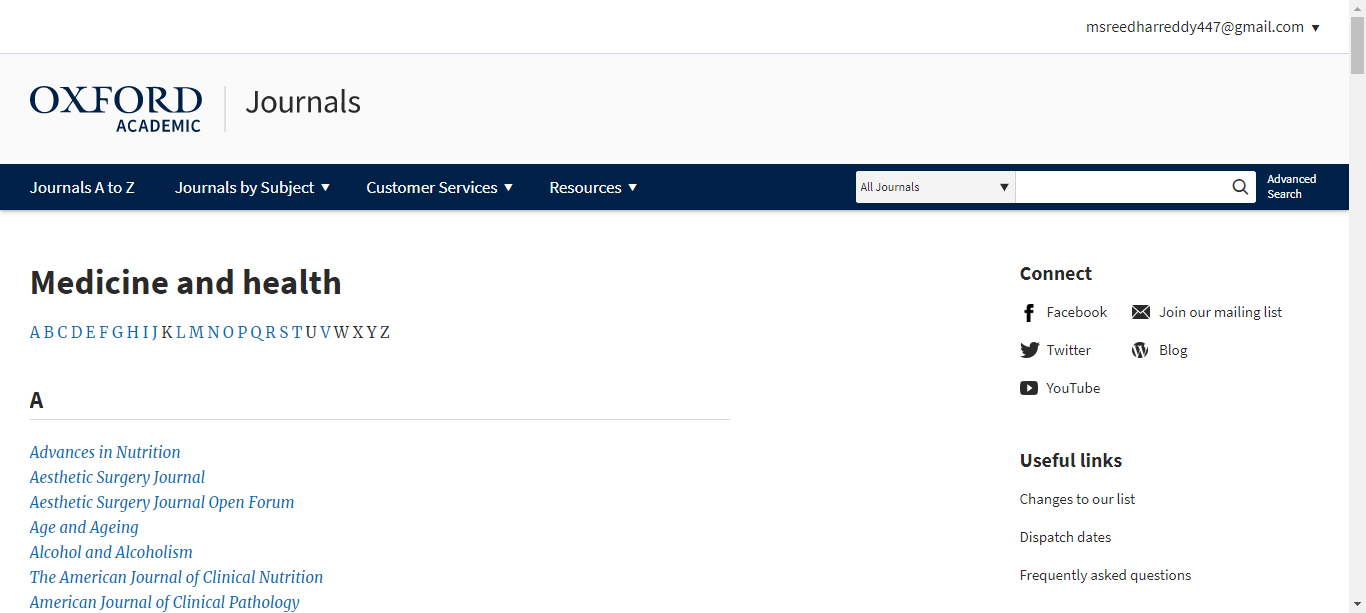 msreedharreddy447@gmail.com ▼
OXFORD
ACADEMIC
Journals
Journals A to Z
Journals by Subject ▼
Customer Services ▼
Resources ▼
All Journals ▼
Advanced
Search
Medicine and health
A B C D E F G H I J K L M N O P Q R S T U V W X Y Z
A
Advances in Nutrition
Aesthetic Surgery Journal
Aesthetic Surgery Journal Open Forum
Age and Ageing
Alcohol and Alcoholism
The American Journal of Clinical Nutrition
American Journal of Clinical Pathology
Connect
Facebook
Join our mailing list
Twitter
Blog
YouTube
Useful links
Changes to our list
Dispatch dates
Frequently asked questions